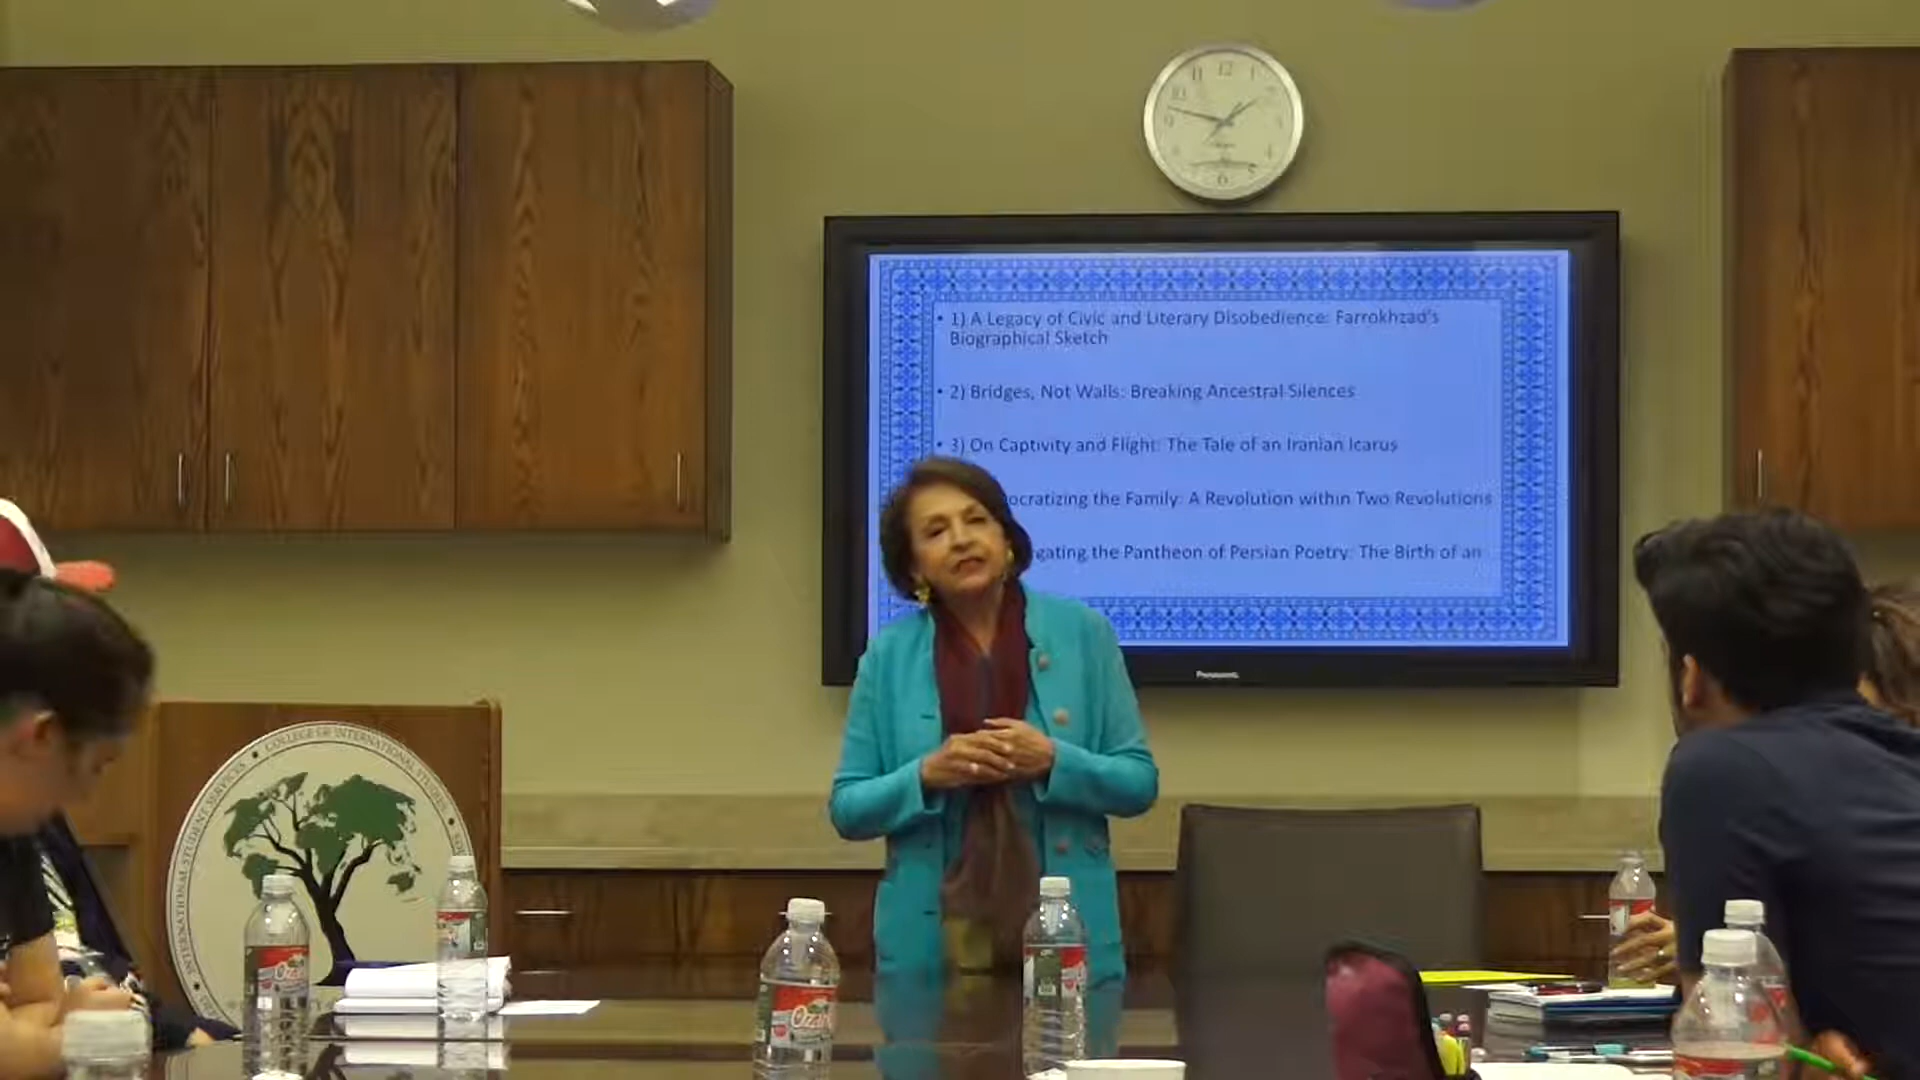 12
• 1) A Legacy of Civic and Literary Disobedience: Farrokhzad's
Biographical Sketch
• 2) Bridges, Not Walls: Breaking Ancestral Silences
• 3) On Captivity and Flight: The Tale of an Iranian Icarus
ocratizing the Family: A Revolution within Two Revolutions
gating the Pantheon of Persian Poetry: The Birth of an
Panasonic
INTERNATIONAL STUDENT SERVICES • COLLEGE OF INTERNATIONAL STUDIES
Ozarka